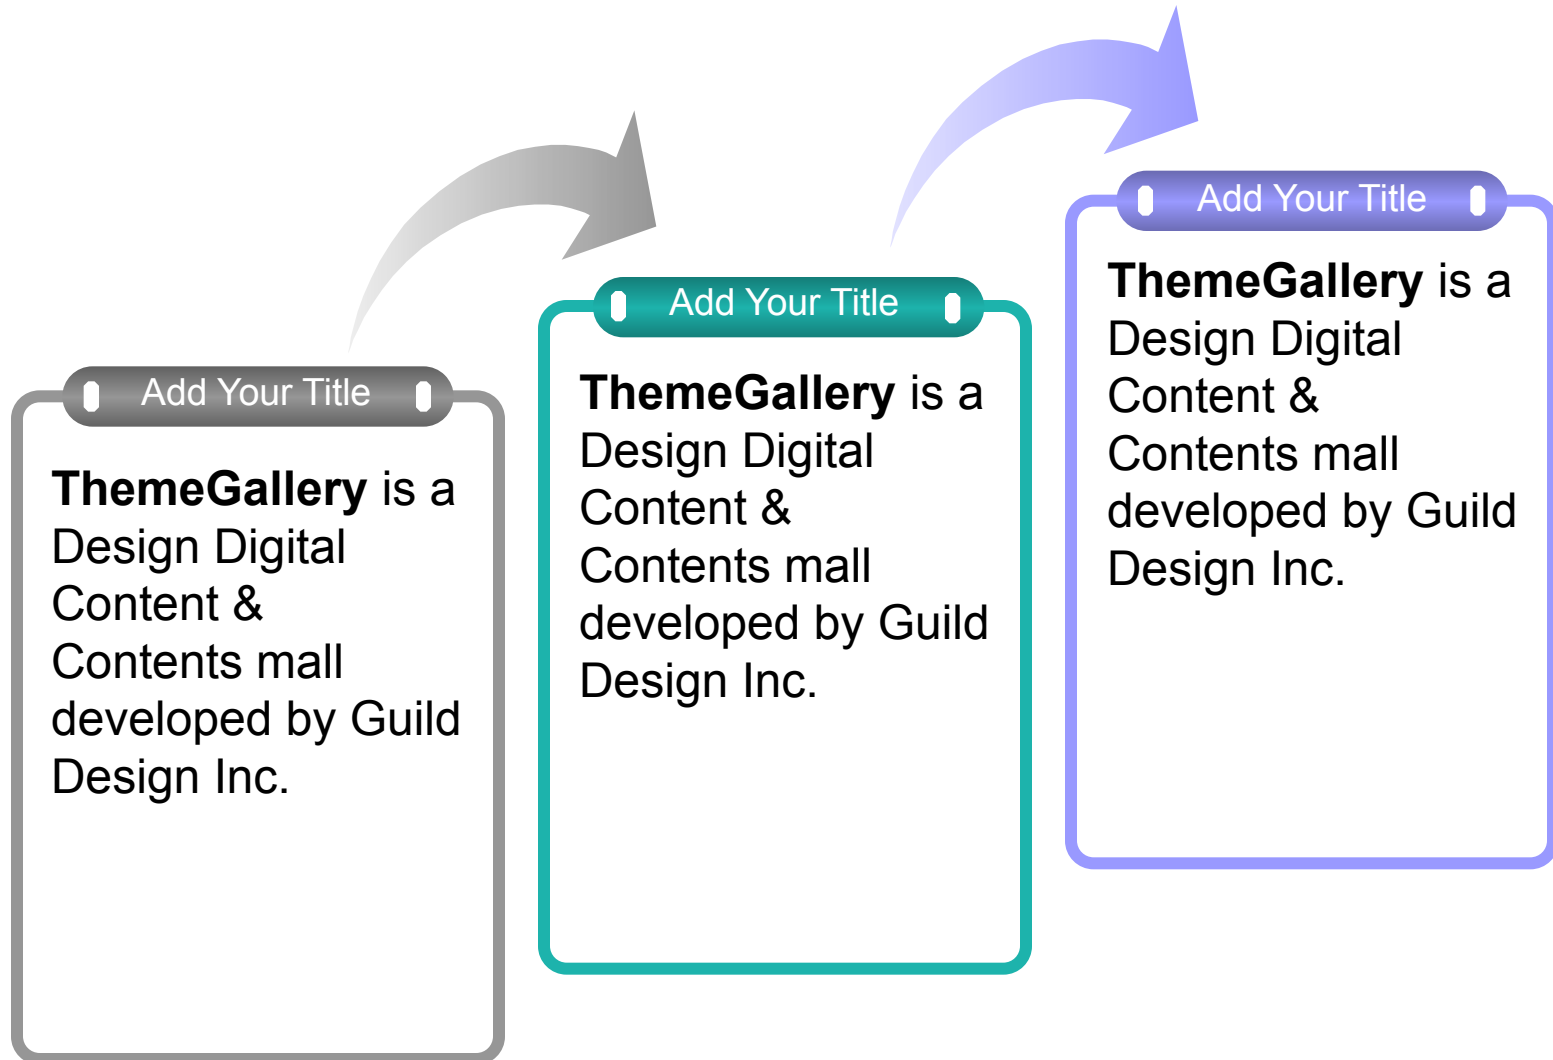 Add Your Title
ThemeGallery is a
Design Digital
Content &
Contents mall
developed by Guild
Design Inc.
Add Your Title
ThemeGallery is a
Design Digital
Content &
Contents mall
developed by Guild
Design Inc.
Add Your Title
ThemeGallery is a
Design Digital
Content &
Contents mall
developed by Guild
Design Inc.